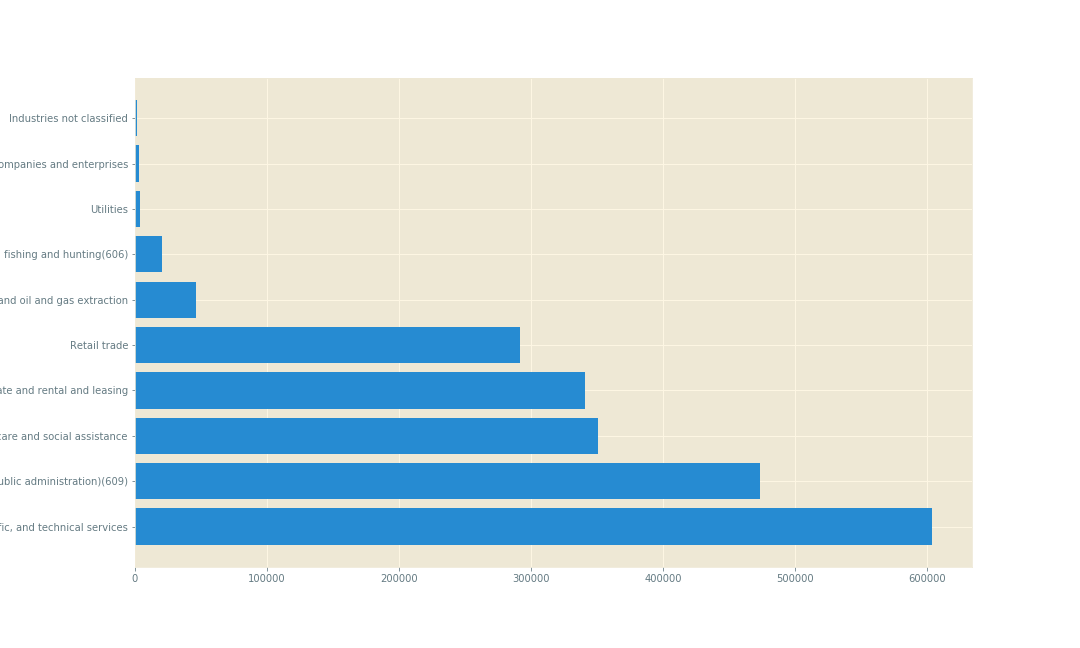 Industries not classified
ompanies and enterprises
Utilities
fishing and hunting(606)
and oil and gas extraction
Retail trade
ate and rental and leasing
care and social assistance
ublic administration)(609)
fic, and technical services
0 100000 200000 300000 400000 500000 600000